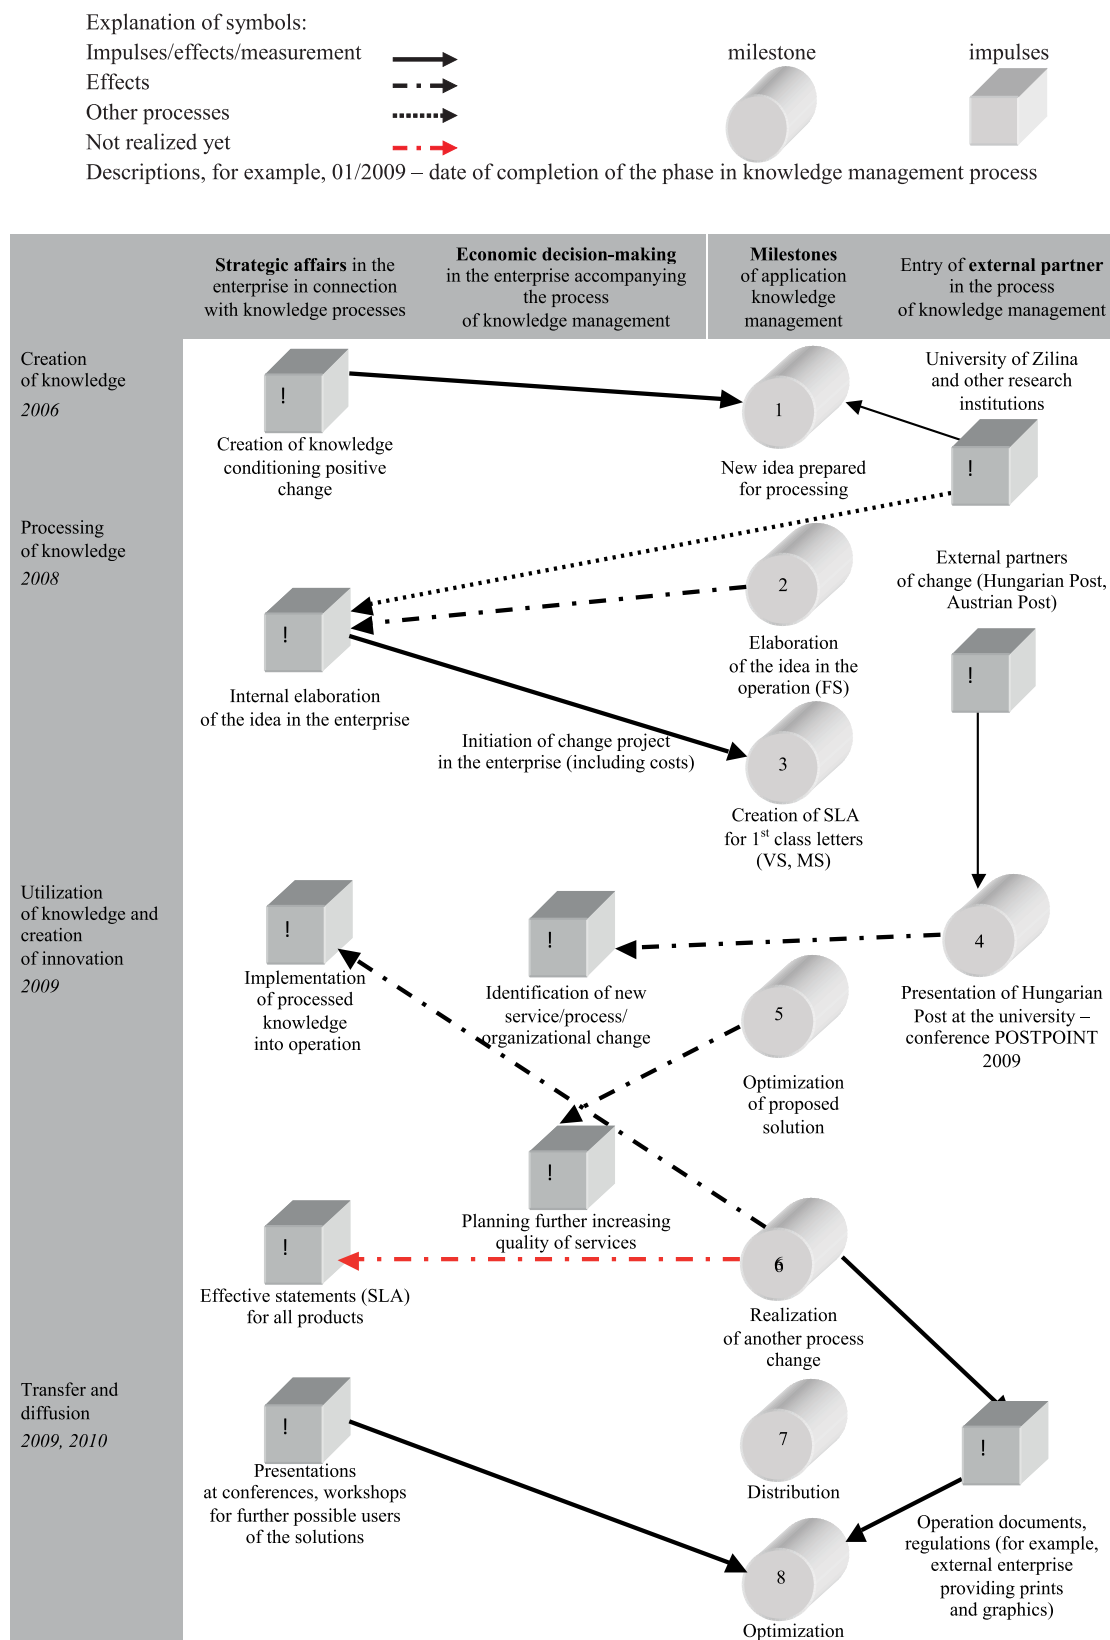 Explanation of symbols:
Impulses/effects/measurement
Effects
Other processes
Not realized yet
milestone
impulses
Descriptions, for example, 01/2009 – date of completion of the phase in knowledge management process
Strategic affairs in the
enterprise in connection
with knowledge processes
Economic decision-making
in the enterprise accompanying
the process
of knowledge management
Milestones
of application
knowledge
management
Entry of external partner
in the process
of knowledge management
Creation
of knowledge
2006
!
Creation of knowledge
conditioning positive
change
1
New idea prepared
for processing
University of Zilina
and other research
institutions
!
Processing
of knowledge
2008
!
Internal elaboration
of the idea in the enterprise
Initiation of change project
in the enterprise (including costs)
2
Elaboration
of the idea in the
operation (FS)
3
Creation of SLA
for 1st class letters
(VS, MS)
External partners
of change (Hungarian Post,
Austrian Post)
!
Utilization
of knowledge and
creation
of innovation
2009
!
Implementation
of processed
knowledge
into operation
!
Identification of new
service/process/
organizational change
4
Presentation of Hungarian
Post at the university –
conference POSTPOINT
2009
5
Optimization
of proposed
solution
!
Planning further increasing
quality of services
!
Effective statements (SLA)
for all products
6
Realization
of another process
change
Transfer and
diffusion
2009, 2010
!
Presentations
at conferences, workshops
for further possible users
of the solutions
7
Distribution
8
Optimization
!
Operation documents,
regulations (for example,
external enterprise
providing prints
and graphics)